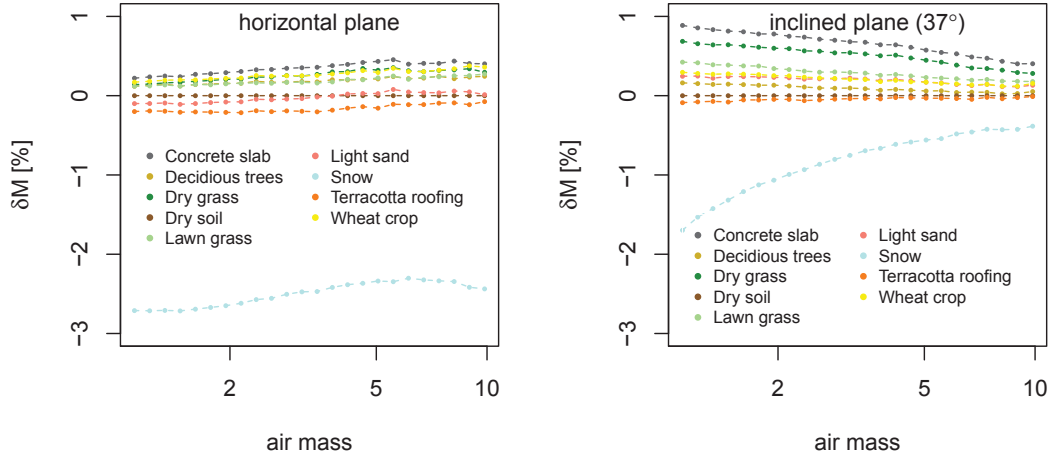 horizontal plane
1
0
−1
−2
−3
δM [%]
Concrete slab
Decidious trees
Dry grass
Dry soil
Lawn grass
Light sand
Snow
Terracotta roofing
Wheat crop
2
5
10
air mass
inclined plane (37°)
1
0
−1
−2
−3
δM [%]
Concrete slab
Decidious trees
Dry grass
Dry soil
Lawn grass
Light sand
Snow
Terracotta roofing
Wheat crop
2
5
10
air mass